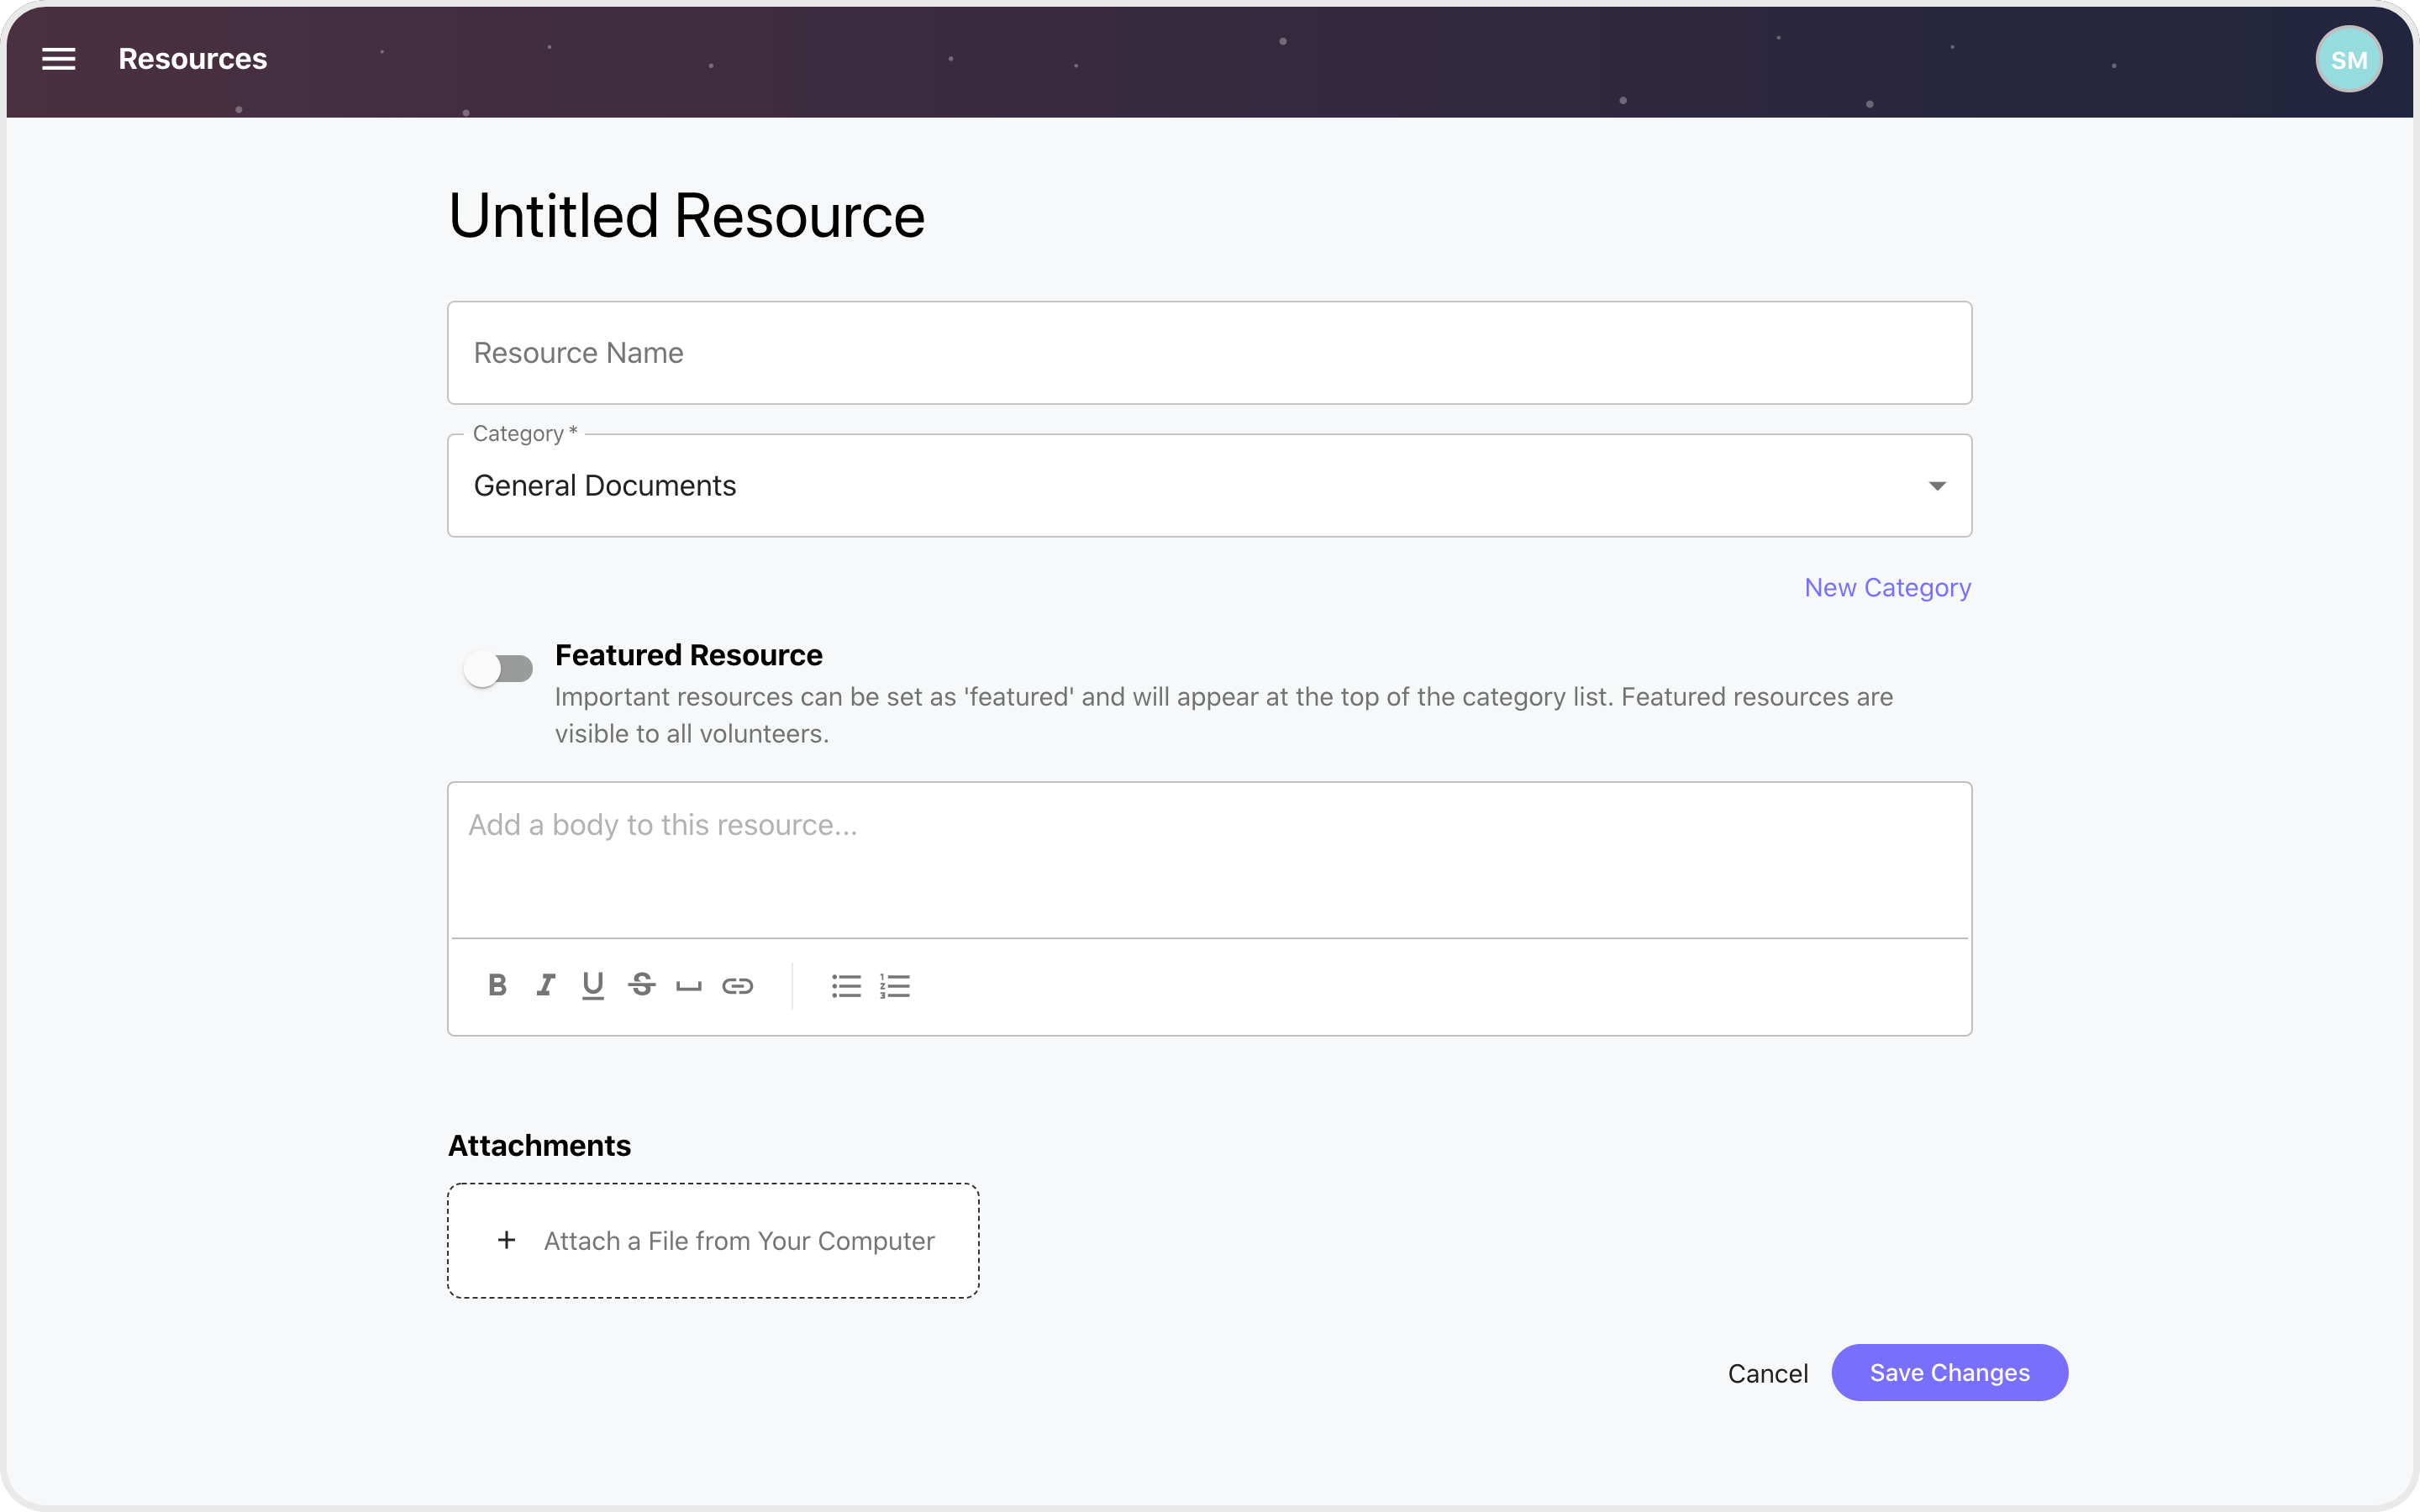 Resources
SM
Untitled Resource
Resource Name
Category *
General Documents
New Category
Featured Resource
Important resources can be set as 'featured' and will appear at the top of the category list. Featured resources are
visible to all volunteers.
Add a body to this resource...
Attachments
+ Attach a File from Your Computer
Cancel
Save Changes